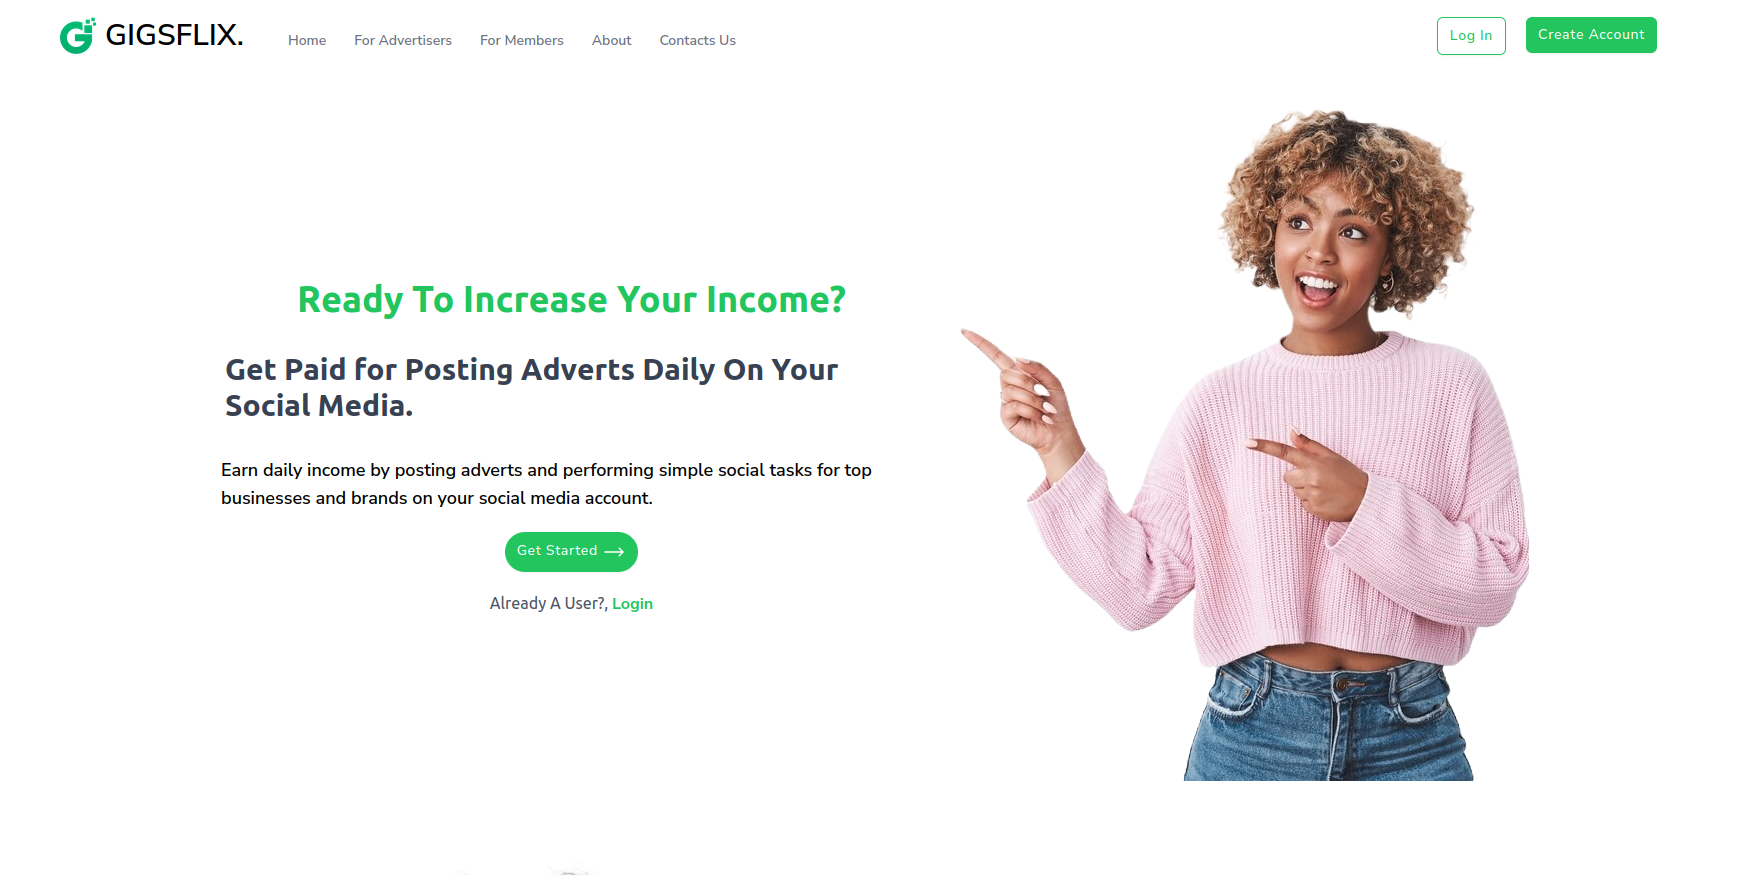 GIGSFLIX.
Home
For Advertisers
For Members
About
Contacts Us
Log In
Create Account
Ready To Increase Your Income?
Get Paid for Posting Adverts Daily On Your
Social Media.
Earn daily income by posting adverts and performing simple social tasks for top
businesses and brands on your social media account.
Get Started
Already A User?, Login